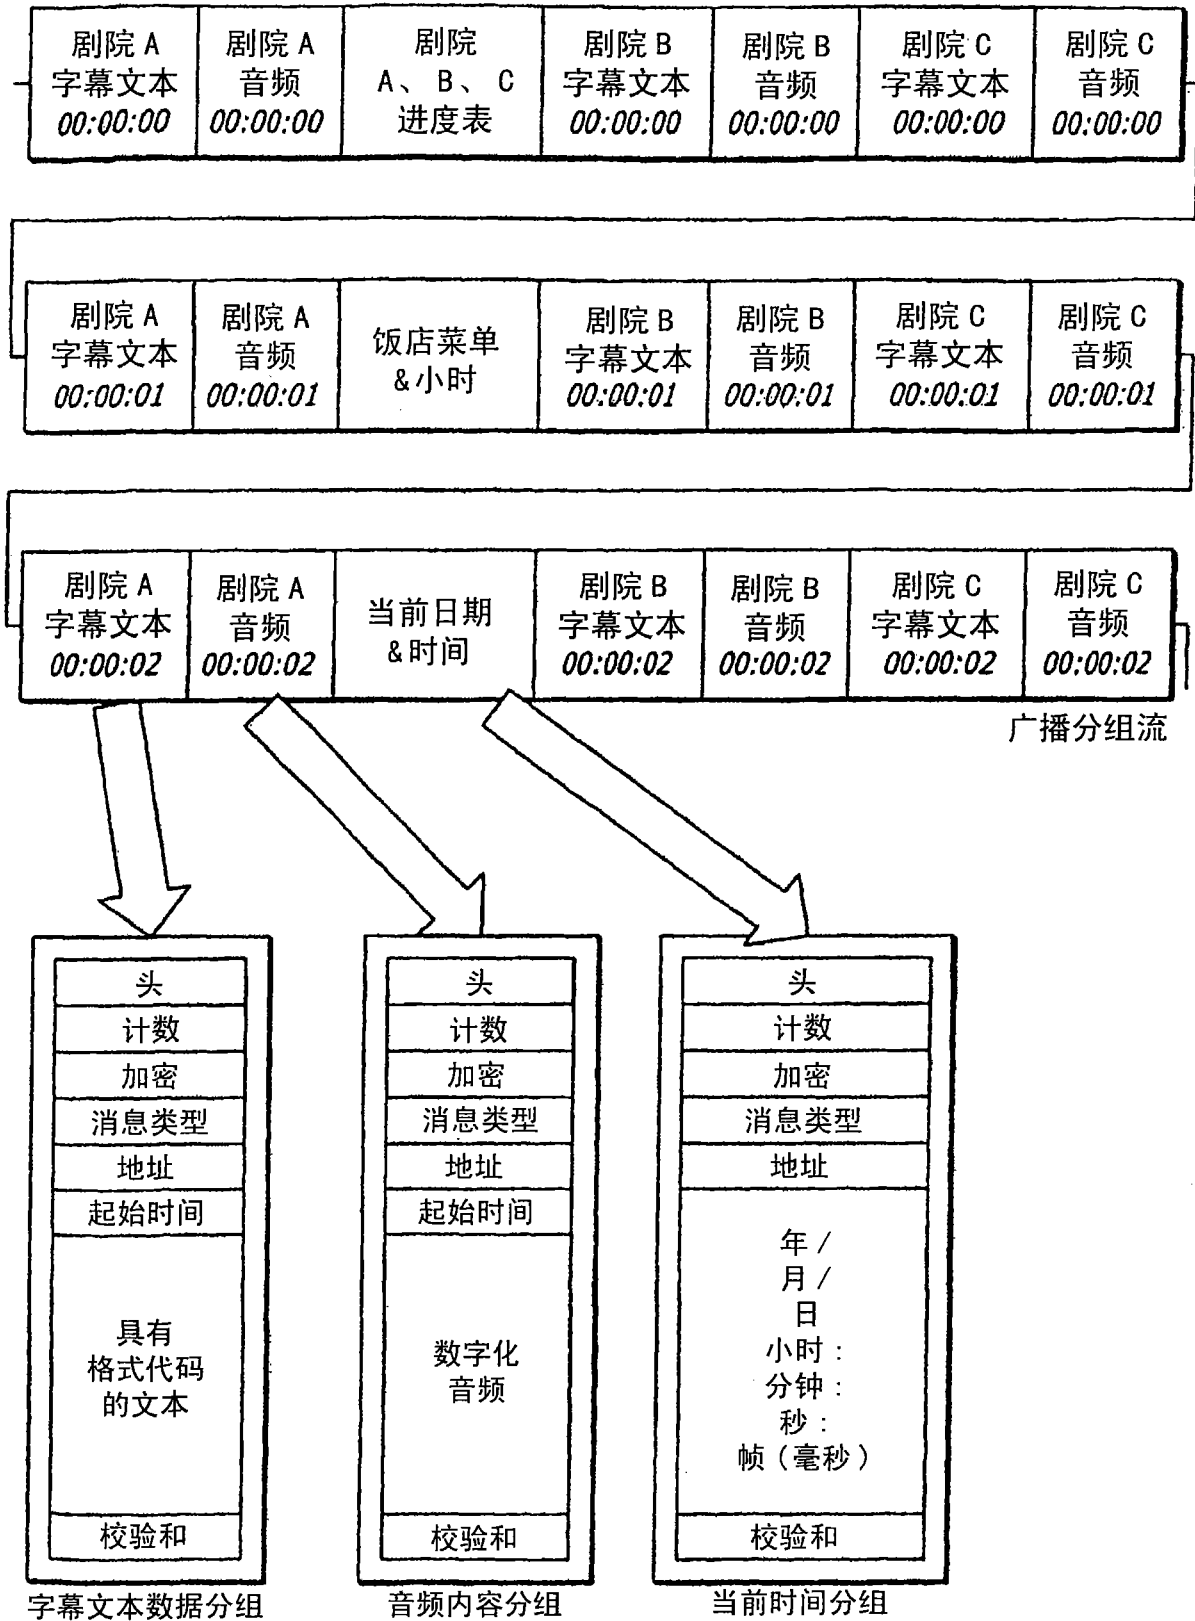 剧院 A
字幕文本
00:00:00
剧院 A
音频
00:00:00
剧院
A、B、C
进度表
剧院 B
字幕文本
00:00:00
剧院 B
音频
00:00:00
剧院 C
字幕文本
00:00:00
剧院 C
音频
00:00:00
剧院 A
字幕文本
00:00:01
剧院 A
音频
00:00:01
饭店菜单
&小时
剧院 B
字幕文本
00:00:01
剧院 B
音频
00:00:01
剧院 C
字幕文本
00:00:01
剧院 C
音频
00:00:01
剧院 A
字幕文本
00:00:02
剧院 A
音频
00:00:02
当前日期
&时间
剧院 B
字幕文本
00:00:02
剧院 B
音频
00:00:02
剧院 C
字幕文本
00:00:02
剧院 C
音频
00:00:02
广播分组流
头
计数
加密
消息类型
地址
起始时间
具有
格式代码
的文本
校验和
字幕文本数据分组
头
计数
加密
消息类型
地址
起始时间
数字化
音频
校验和
音频内容分组
头
计数
加密
消息类型
地址
年/
月/
日
小时：
分钟：
秒：
帧（毫秒）
校验和
当前时间分组